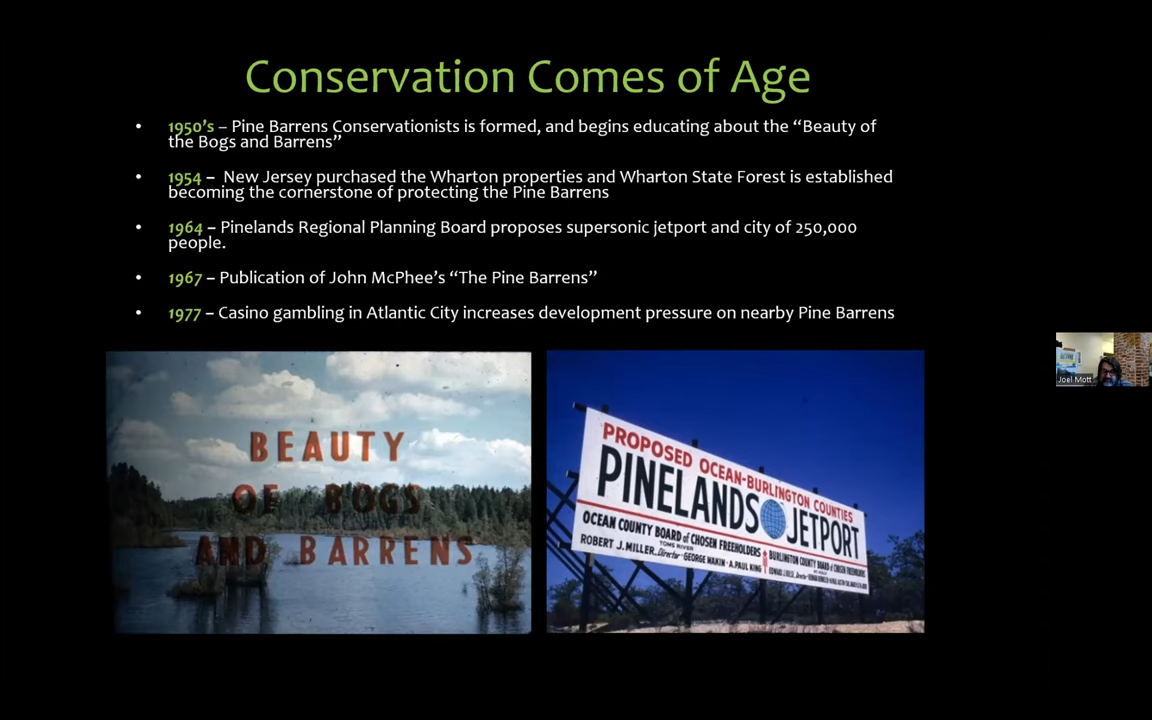 Conservation Comes of Age
• 1950's – Pine Barrens Conservationists is formed, and begins educating about the “Beauty of
the Bogs and Barrens”
• 1954 – New Jersey purchased the Wharton properties and Wharton State Forest is established
becoming the cornerstone of protecting the Pine Barrens
• 1964 – Pinelands Regional Planning Board proposes supersonic jetport and city of 250,000
people.
• 1967 – Publication of John McPhee's “The Pine Barrens”
• 1977 – Casino gambling in Atlantic City increases development pressure on nearby Pine Barrens
BEAUTY
OF BOGS
AND BARRENS
PROPOSED OCEAN-BURLINGTON COUNTIES
PINELANDS JETPORT
OCEAN COUNTY BOARD of CHOSEN FREEHOLDERS
TOMS RIVER
ROBERT J. MILLER, Director - GEORGE MAKIN - A. PAUL KING
BURLINGTON COUNTY BOARD of CHOSEN FREEHOLDERS
Joel Mott